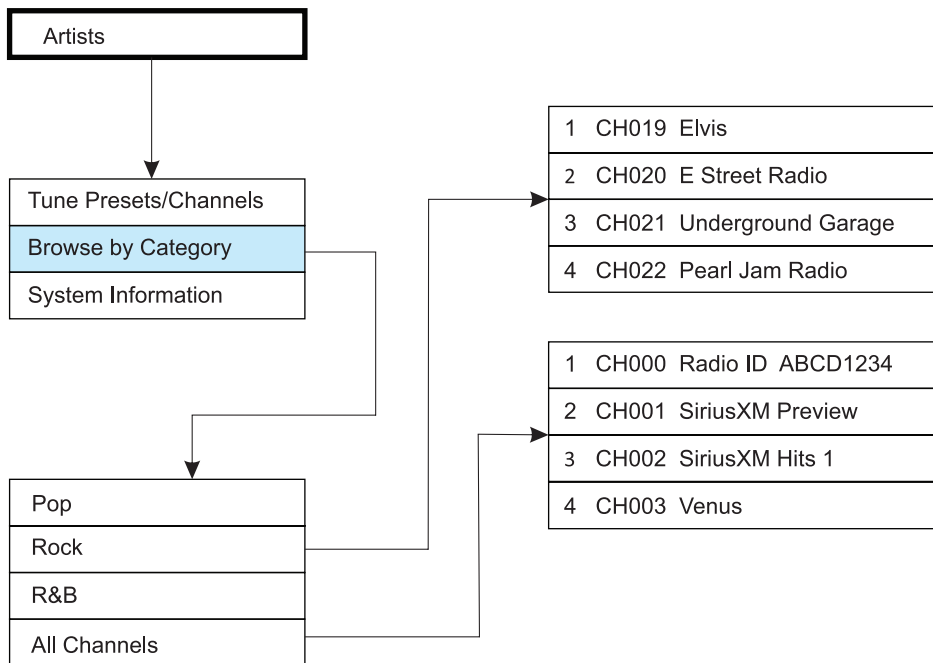 Artists
Tune Presets/Channels
Browse by Category
System Information
Pop
Rock
R&B
All Channels
1 CH019 Elvis
2 CH020 E Street Radio
3 CH021 Underground Garage
4 CH022 Pearl Jam Radio
1 CH000 Radio ID ABCD1234
2 CH001 SiriusXM Preview
3 CH002 SiriusXM Hits 1
4 CH003 Venus